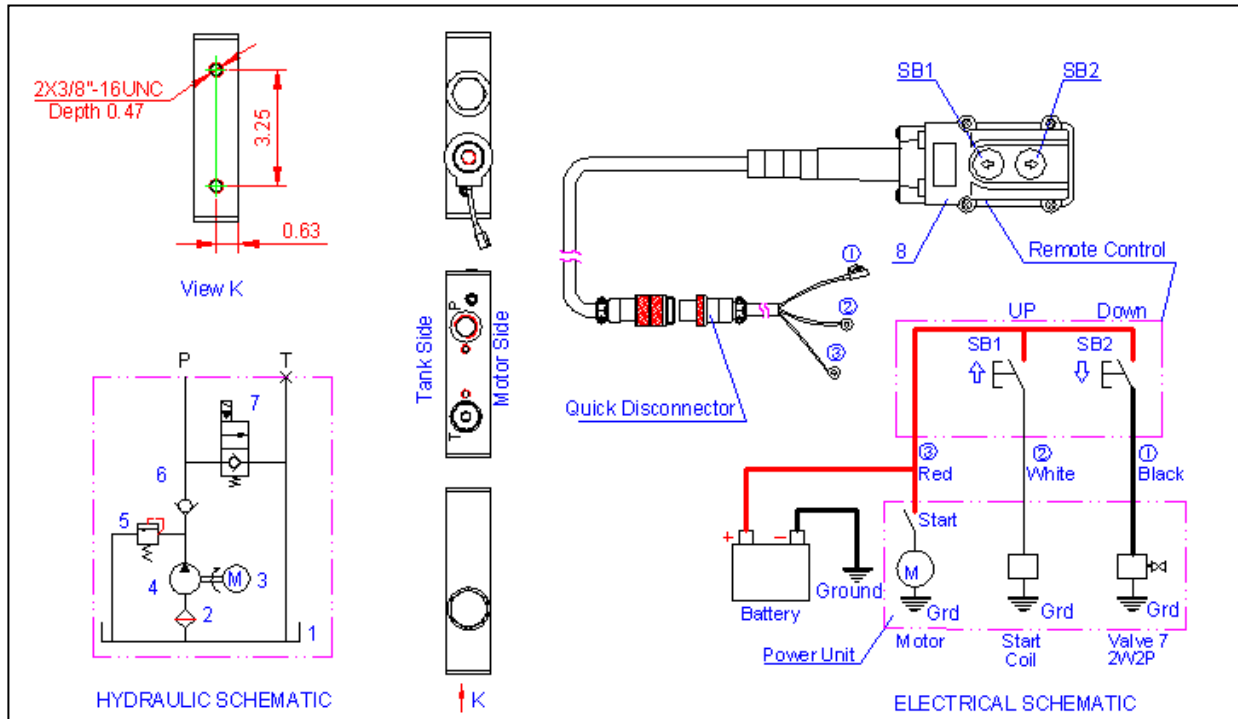 2X3/8"-16UNC
Depth 0.47
3.25
0.63
View K
P
T
7
6
5
4
M
3
2
1
HYDRAULIC SCHEMATIC
Tank Side
P
T
Motor Side
K
SB1
SB2
8
Remote Control
①
②
③
Quick Disconnector
UP
Down
SB1
SB2
③
Red
②
White
①
Black
Start
+
−
M
Battery
Ground
Grd
Grd
Grd
Power Unit
Motor
Start
Coil
Valve 7
2W2P
ELECTRICAL SCHEMATIC